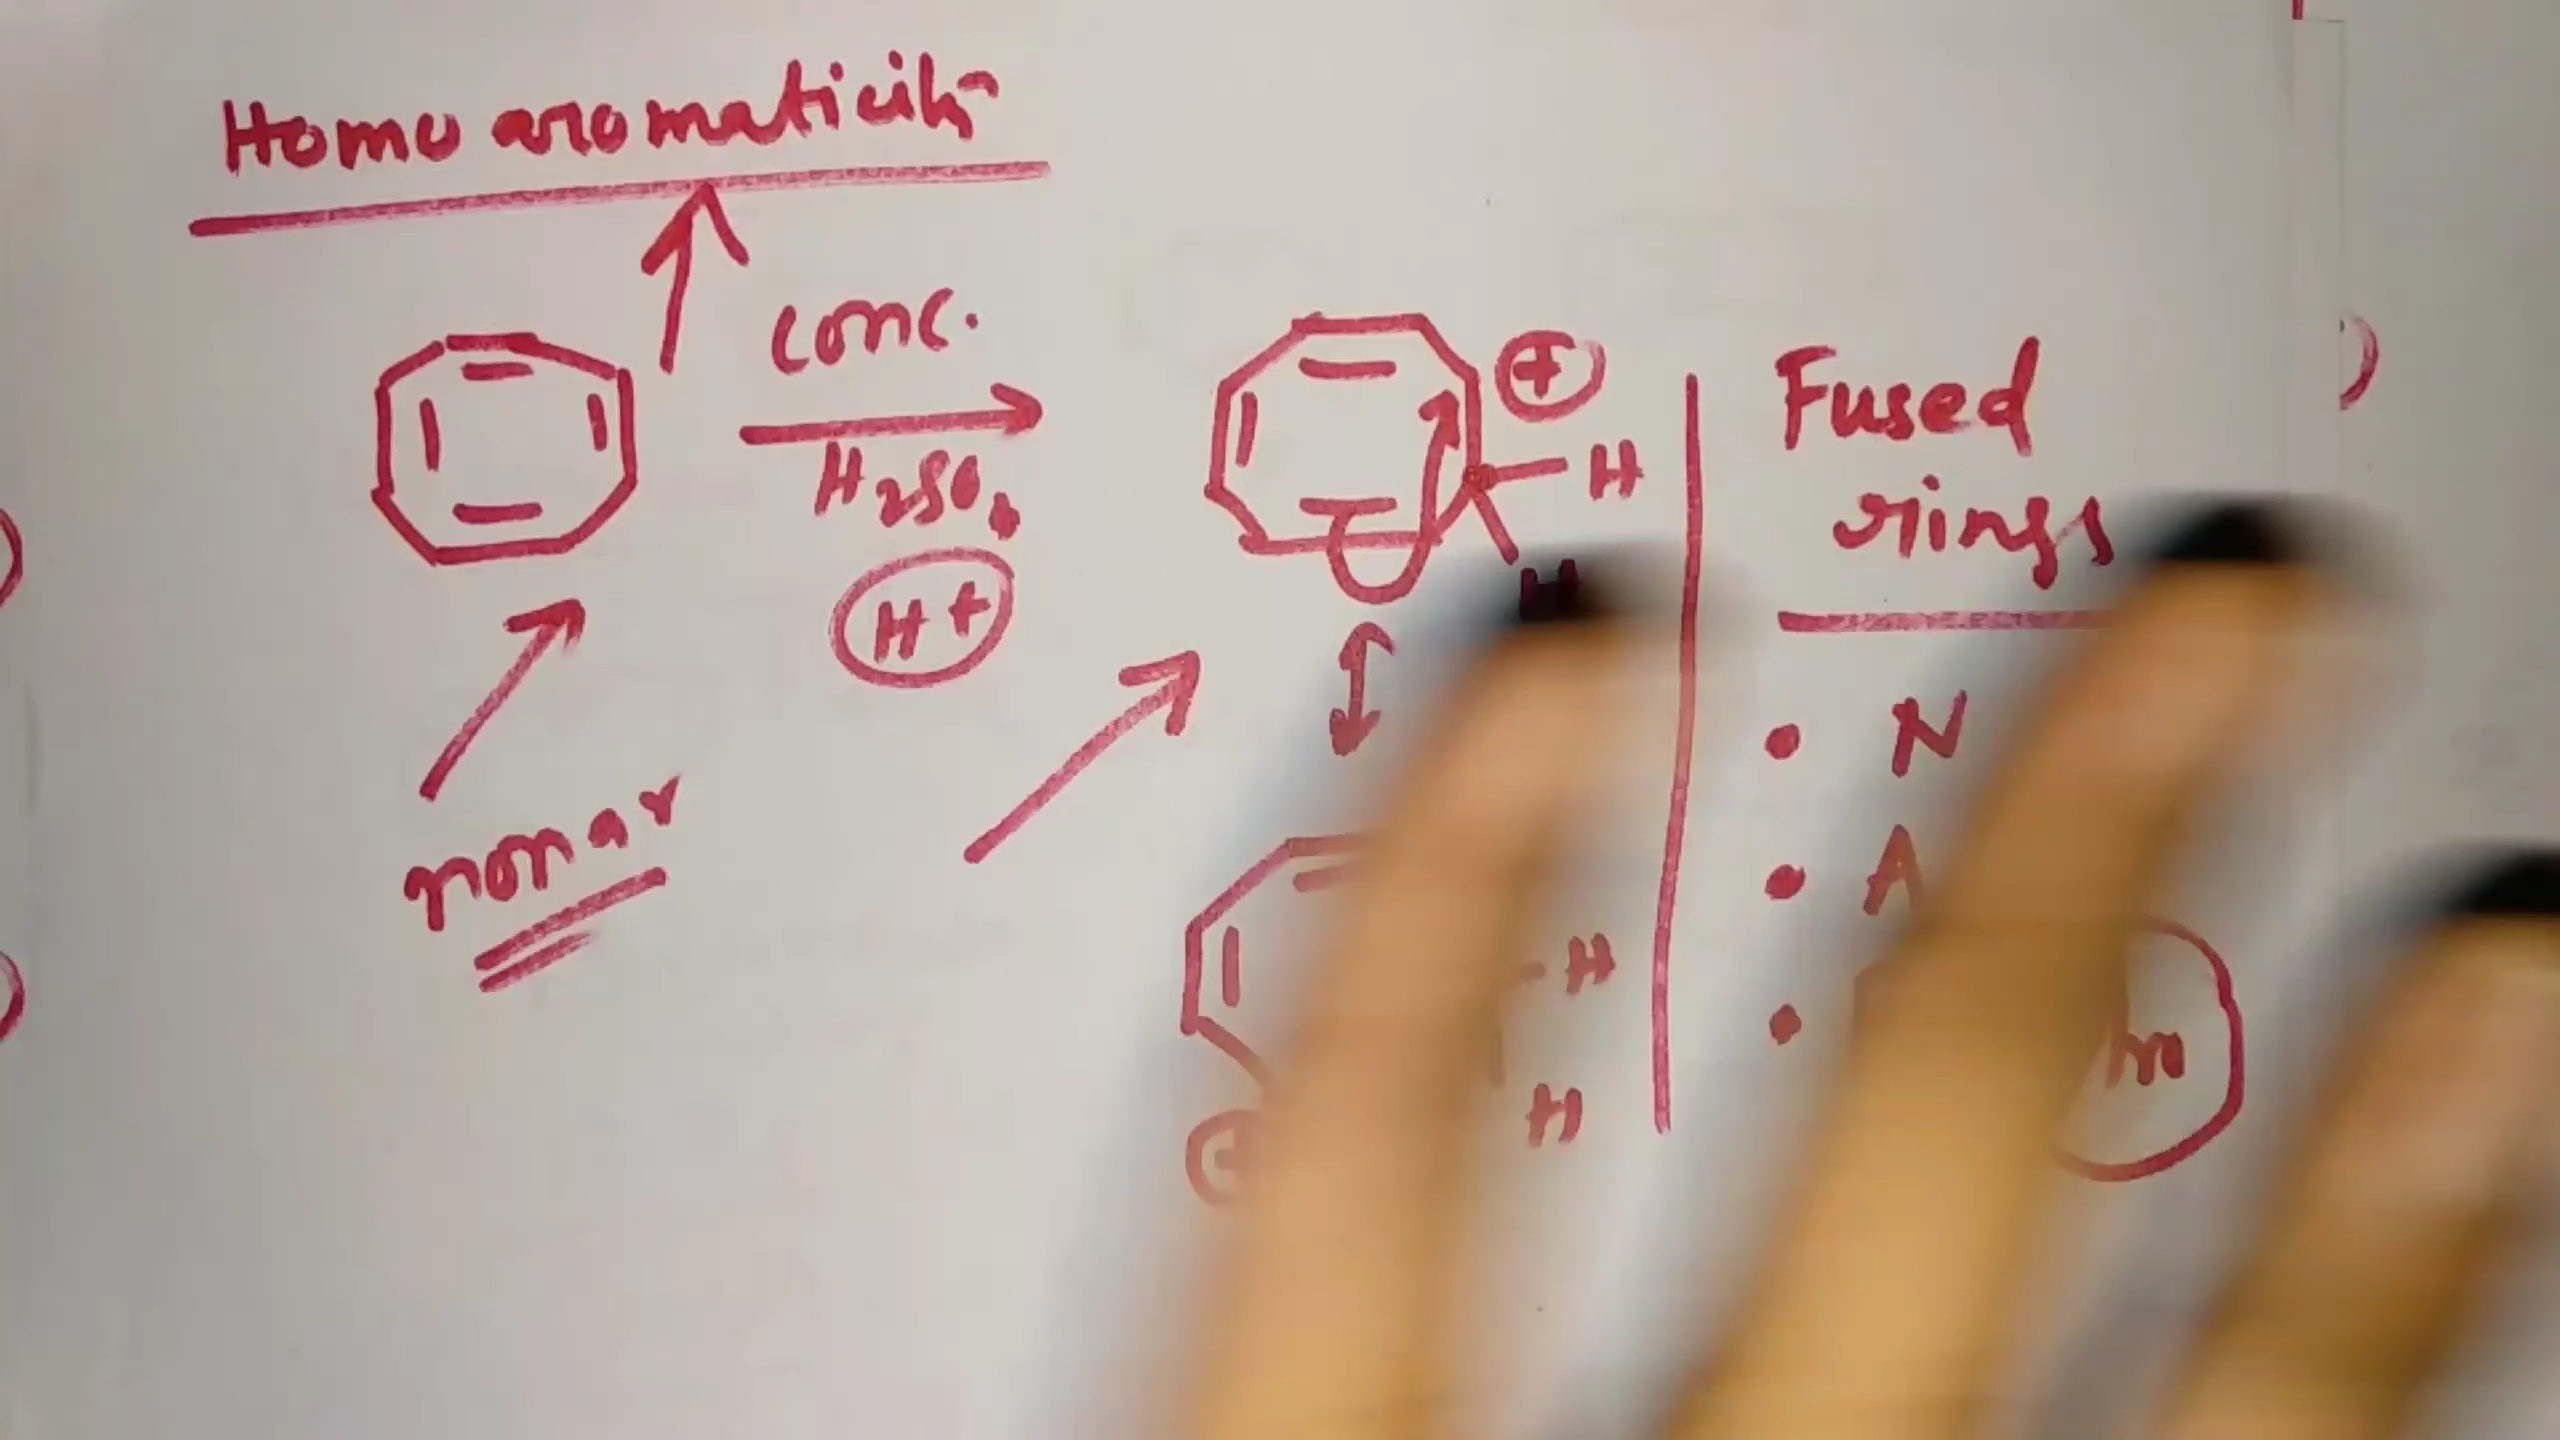 Homo aromaticity
conc.
H2SO4
H+
+
H
H
nonar
H
H
+
Fused
rings
• N
• A
•